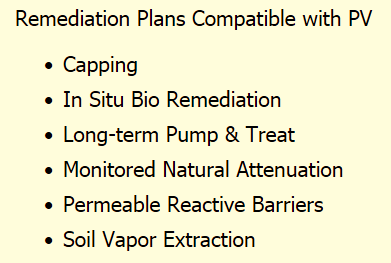 Remediation Plans Compatible with PV
• Capping
• In Situ Bio Remediation
• Long-term Pump & Treat
• Monitored Natural Attenuation
• Permeable Reactive Barriers
• Soil Vapor Extraction